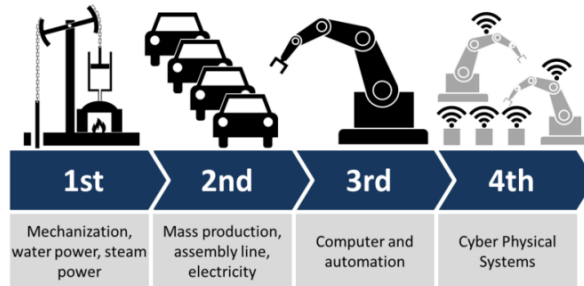 1st
2nd
3rd
4th
Mechanization,
water power, steam
power
Mass production,
assembly line,
electricity
Computer and
automation
Cyber Physical
Systems